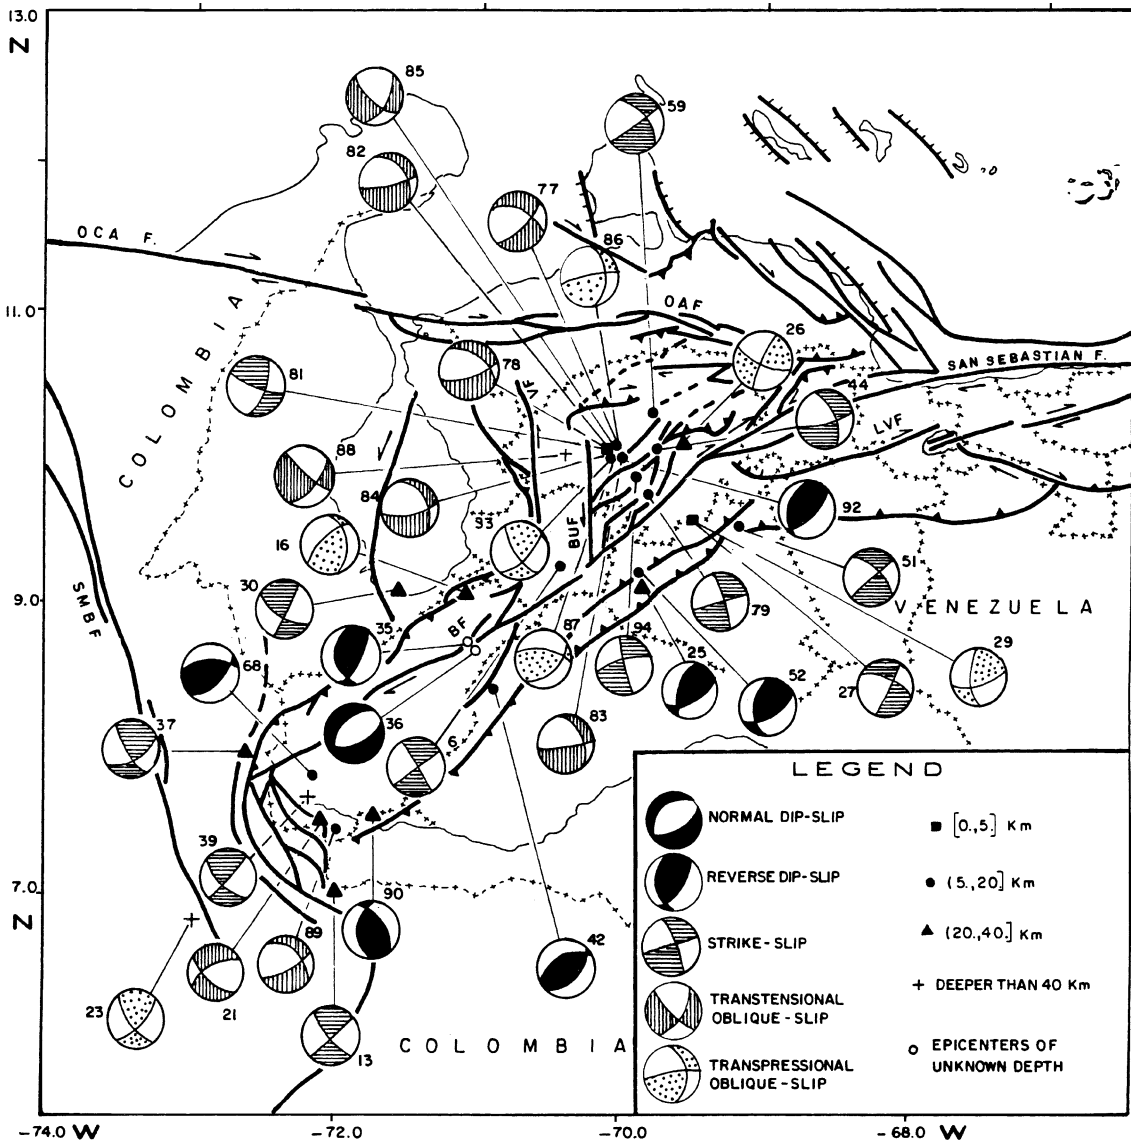 13.0
N
85
59
82
77
86
OCA F.
COLOMBIA
11.0
OAF
26
SAN SEBASTIAN F.
81
78
VF
44
LVF
88
84
92
93
BUF
16
51
30
79
9.0
VENEZUELA
SMBF
35
BF
87
94
29
68
25
52
27
37
36
6
83
LEGEND
NORMAL DIP-SLIP
[0.,5.] Km
REVERSE DIP-SLIP
(5.,20] Km
39
7.0
N
90
STRIKE-SLIP
(20.,40.] Km
89
42
TRANSTENSIONAL
OBLIQUE-SLIP
DEEPER THAN 40 Km
23
21
13
COLOMBIA
EPICENTERS OF
UNKNOWN DEPTH
TRANSPRESSIONAL
OBLIQUE-SLIP
-74.0 W
-72.0
-70.0
-68.0 W